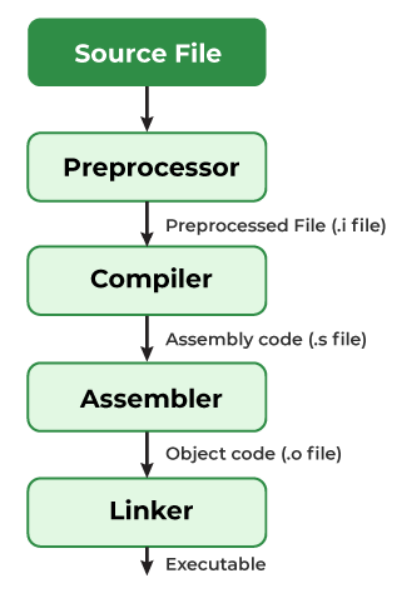 Source File
Preprocessor
Preprocessed File (.i file)
Compiler
Assembly code (.s file)
Assembler
Object code (.o file)
Linker
Executable